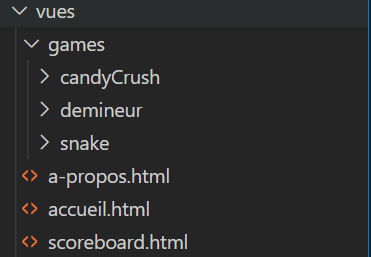 vues
games
candyCrush
demineur
snake
a-propos.html
accueil.html
scoreboard.html